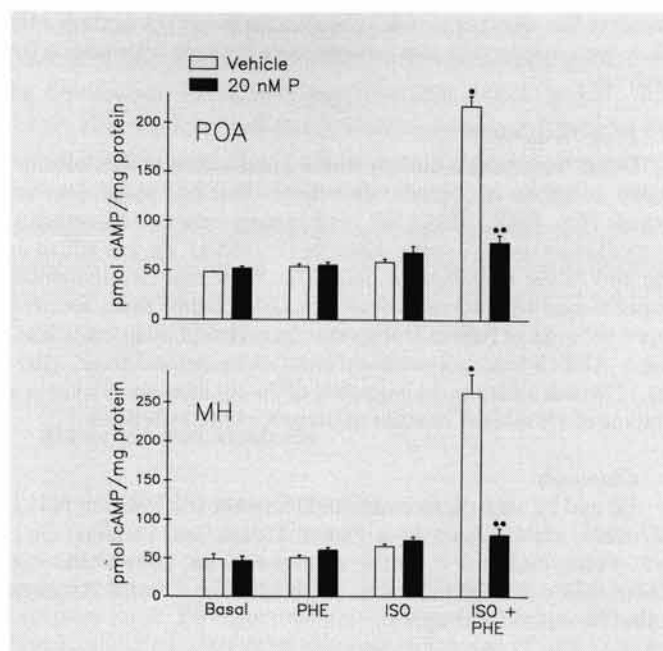 Vehicle
20 nM P
POA
pmol cAMP/mg protein
200
150
100
50
0
•
••
MH
pmol cAMP/mg protein
250
200
150
100
50
0
•
••
Basal
PHE
ISO
ISO +
PHE